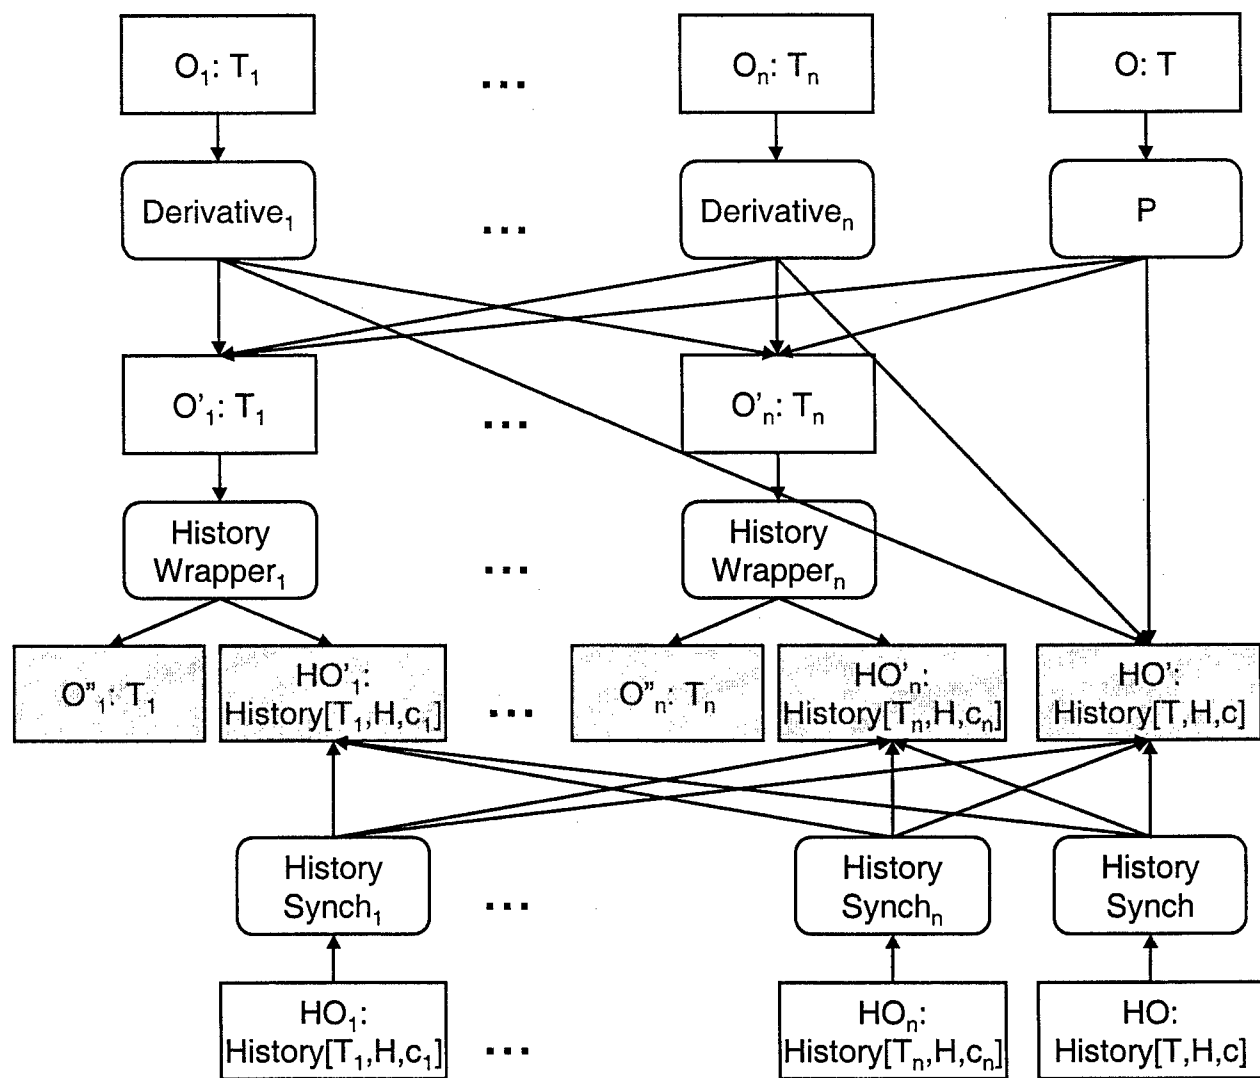 O₁: T₁
...
Oₙ: Tₙ
O: T
Derivative₁
...
Derivativeₙ
P
O'₁: T₁
...
O'ₙ: Tₙ
History
Wrapper₁
...
History
Wrapperₙ
O"₁: T₁
HO'₁:
History[T₁,H,c₁]
...
O"ₙ: Tₙ
HO'ₙ:
History[Tₙ,H,cₙ]
HO':
History[T,H,c]
History
Synch₁
...
History
Synchₙ
History
Synch
HO₁:
History[T₁,H,c₁]
...
HOₙ:
History[Tₙ,H,cₙ]
HO:
History[T,H,c]